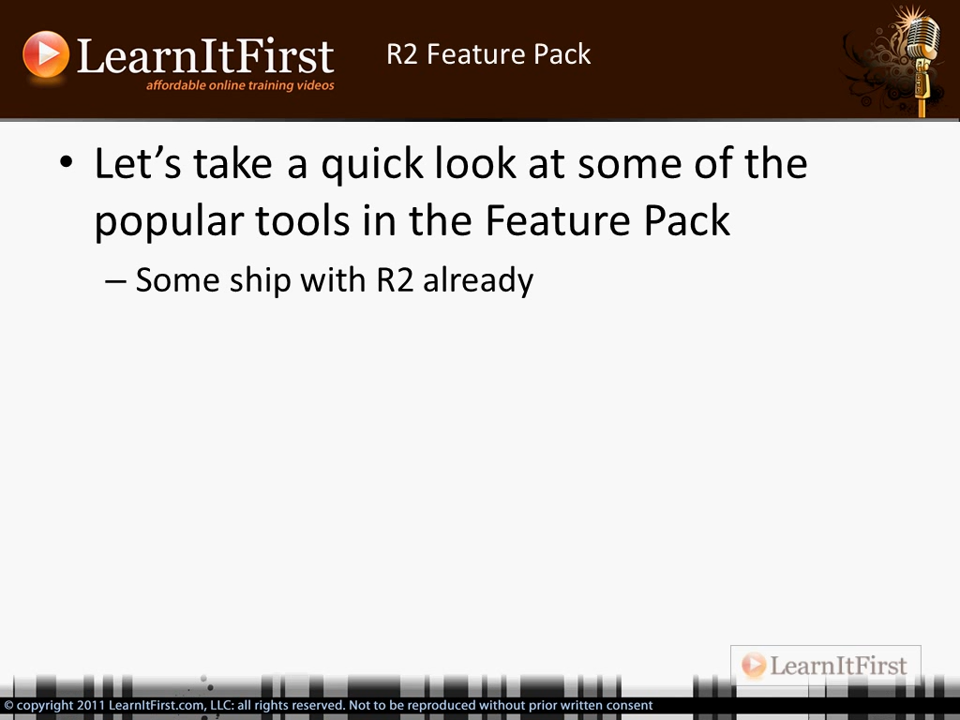 LearnItFirst
affordable online training videos
R2 Feature Pack
• Let’s take a quick look at some of the
popular tools in the Feature Pack
– Some ship with R2 already
LearnItFirst
© copyright 2011 LearnItFirst.com, LLC: all rights reserved. Not to be reproduced without prior written consent